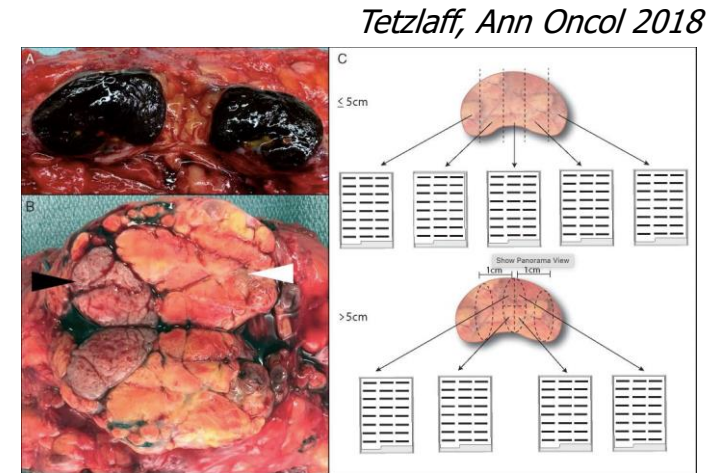 Tetzlaff, Ann Oncol 2018
A
C
≤ 5cm
B
Show Panorama View
1cm 1cm
>5cm